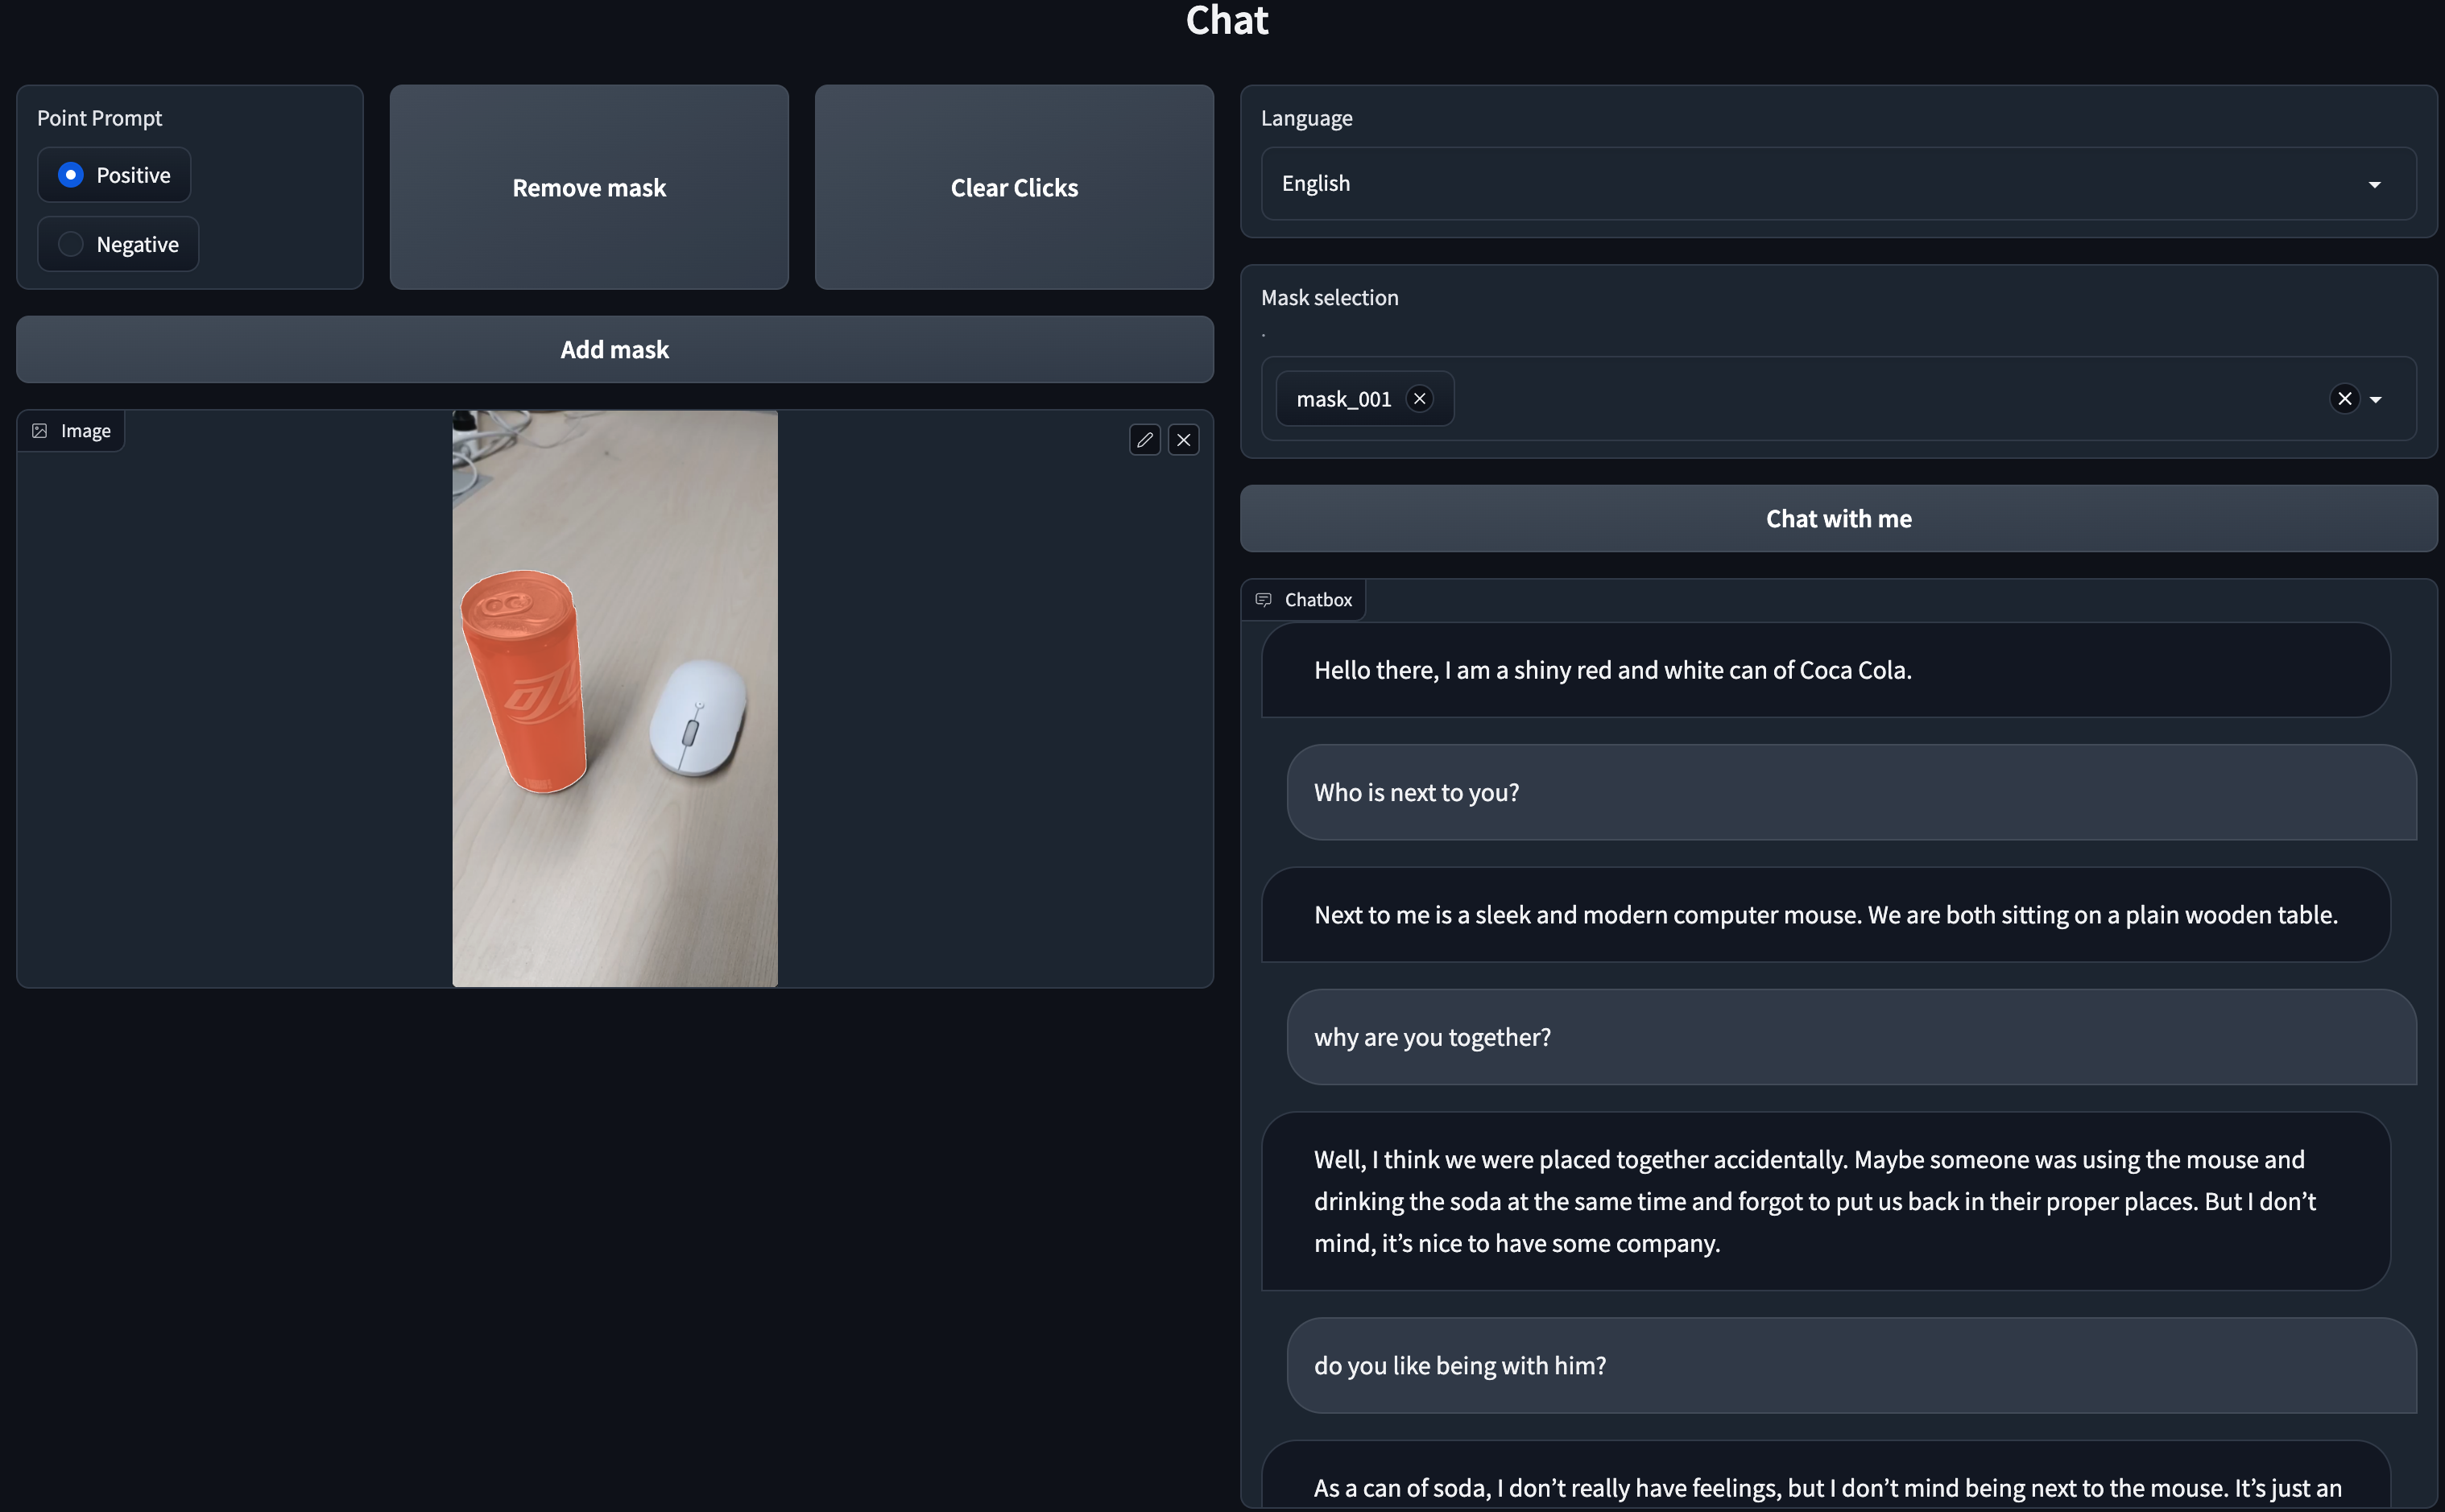 Chat
Point Prompt
Positive
Negative
Remove mask
Clear Clicks
Add mask
Image
Language
English
Mask selection
.
mask_001
Chat with me
Chatbox
Hello there, I am a shiny red and white can of Coca Cola.
Who is next to you?
Next to me is a sleek and modern computer mouse. We are both sitting on a plain wooden table.
why are you together?
Well, I think we were placed together accidentally. Maybe someone was using the mouse and
drinking the soda at the same time and forgot to put us back in their proper places. But I don’t
mind, it’s nice to have some company.
do you like being with him?
As a can of soda, I don’t really have feelings, but I don’t mind being next to the mouse. It’s just an